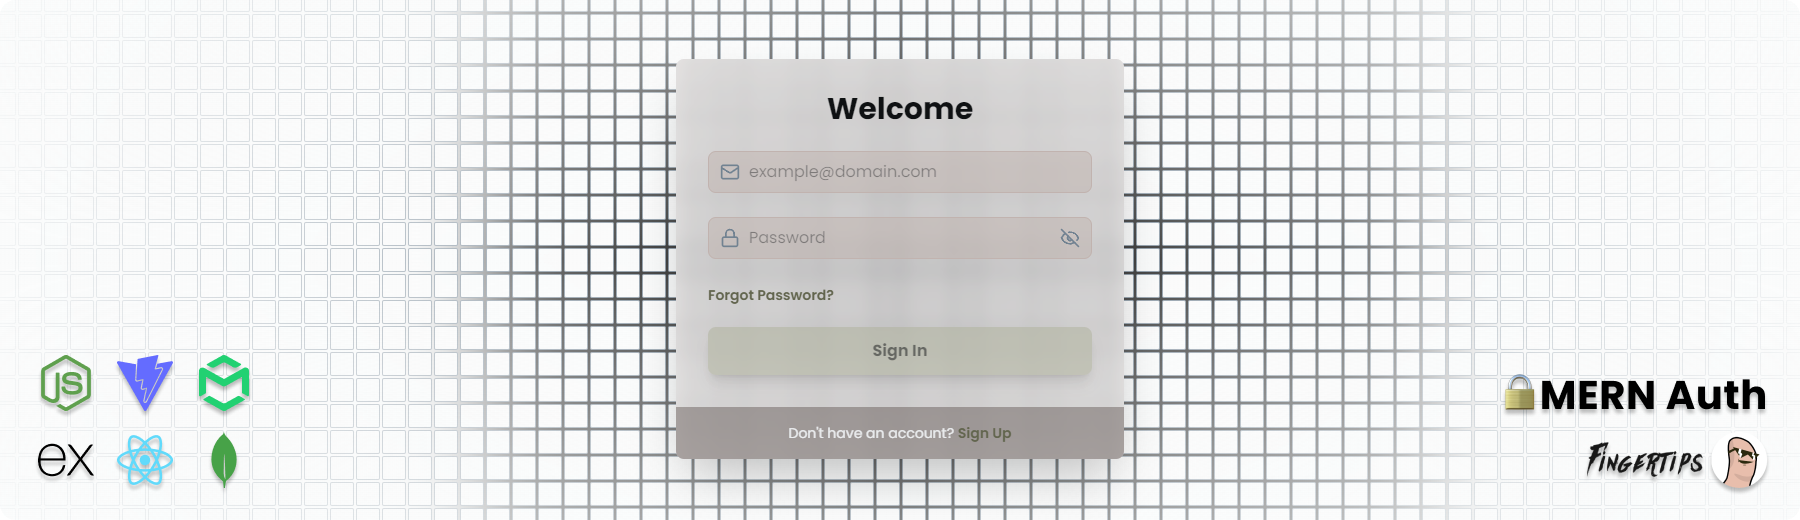 Welcome
example@domain.com
Password
Forgot Password?
Sign In
Don't have an account? Sign Up
JS
ex
MERN Auth
Fingertips